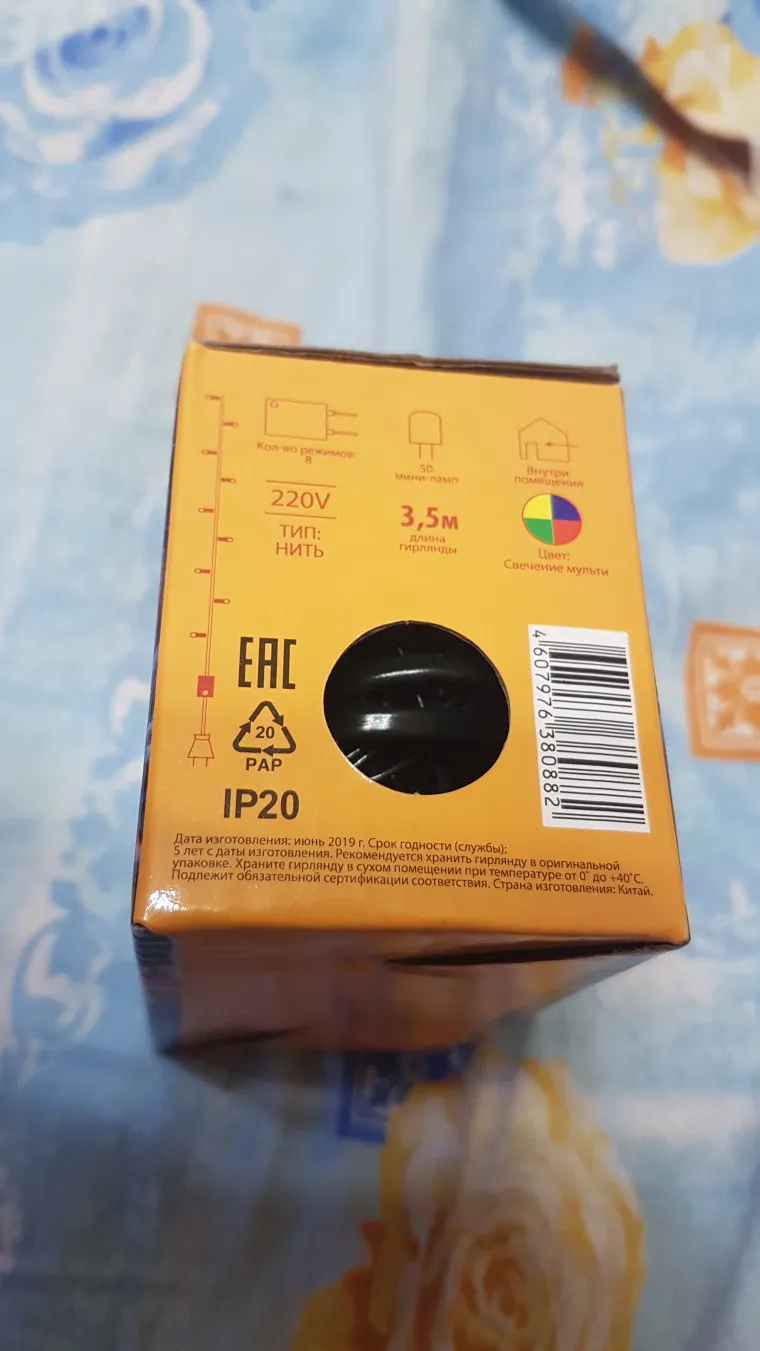 Кол-во режимов:
8
50
мини-ламп
Внутри
помещения
220V
ТИП:
НИТЬ
3,5м
длина
гирлянды
Цвет:
Свечение мульти
EAC
20
PAP
IP20
4607976380882
Дата изготовления: июнь 2019 г. Срок годности (службы):
5 лет с даты изготовления. Рекомендуется хранить гирлянду в оригинальной
упаковке. Храните гирлянду в сухом помещении при температуре от 0˚ до +40˚С.
Подлежит обязательной сертификации соответствия. Страна изготовления: Китай.